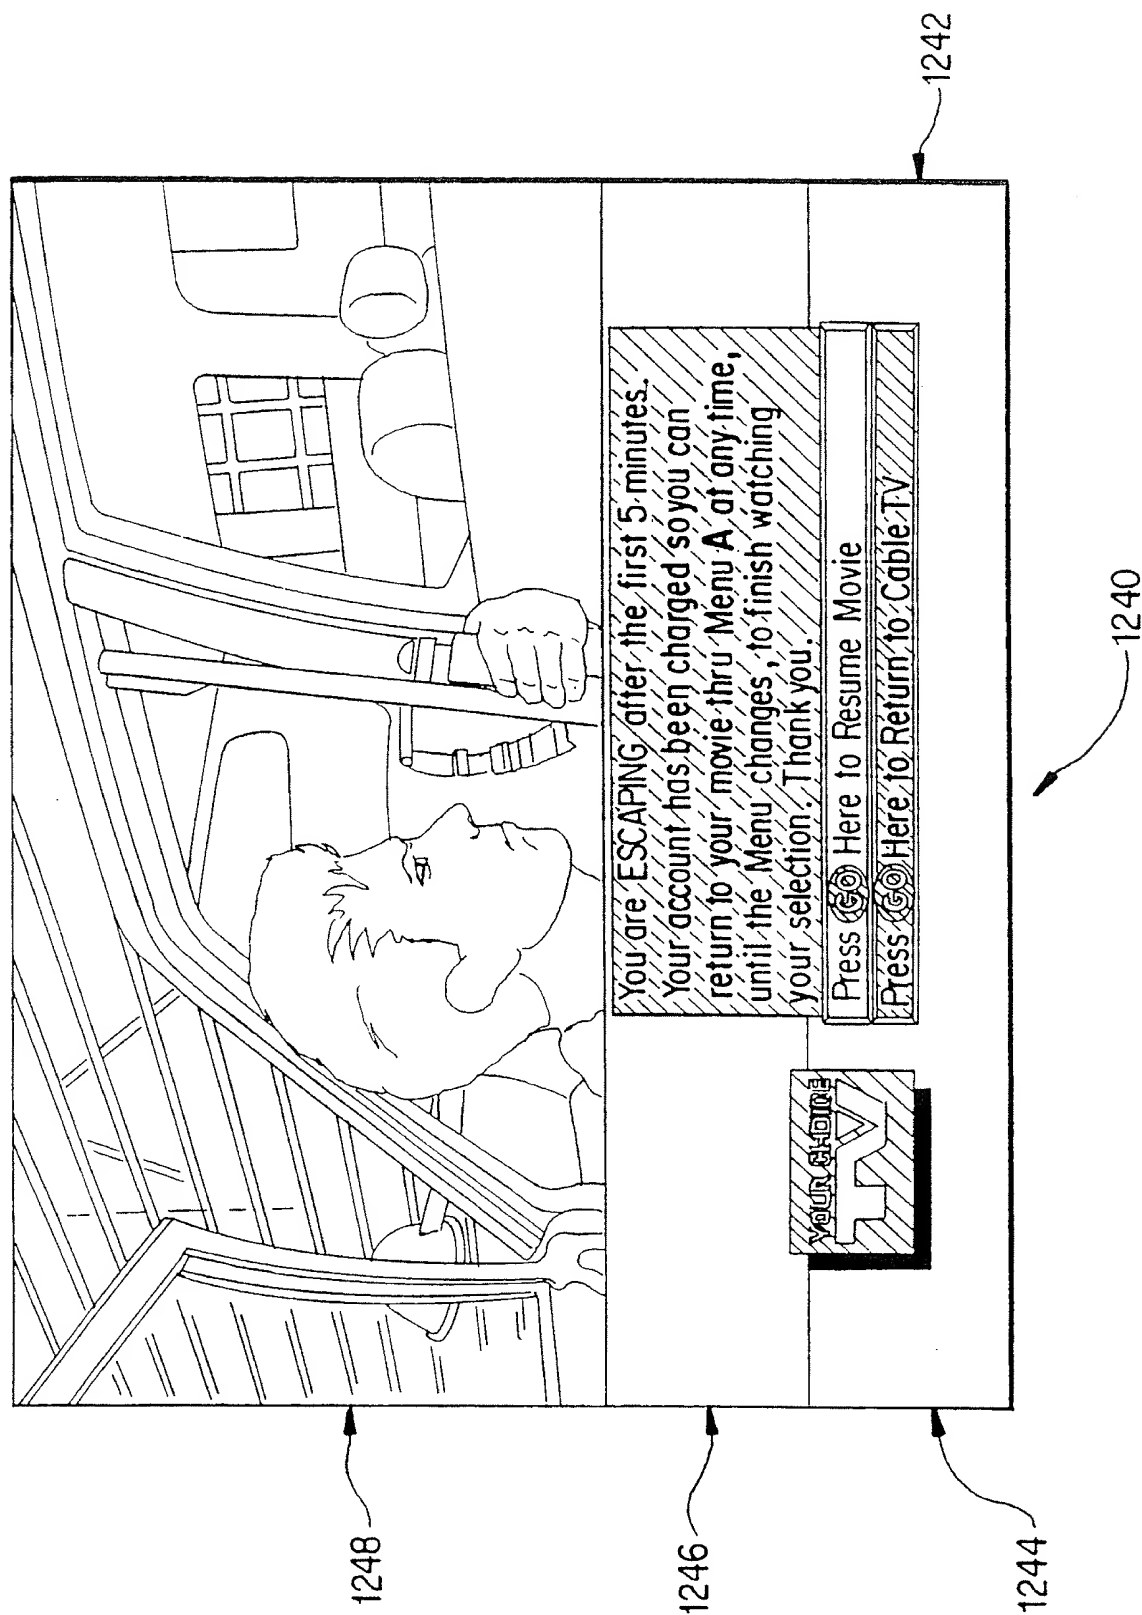 1248
1246
1244
1242
You are ESCAPING after the first 5 minutes.
Your account has been charged so you can
return to your movie thru Menu A at any time,
until the Menu changes, to finish watching
your selection. Thank you.
YOUR CHOICE
TV
Press GO Here to Resume Movie
Press GO Here to Return to Cable TV
1240